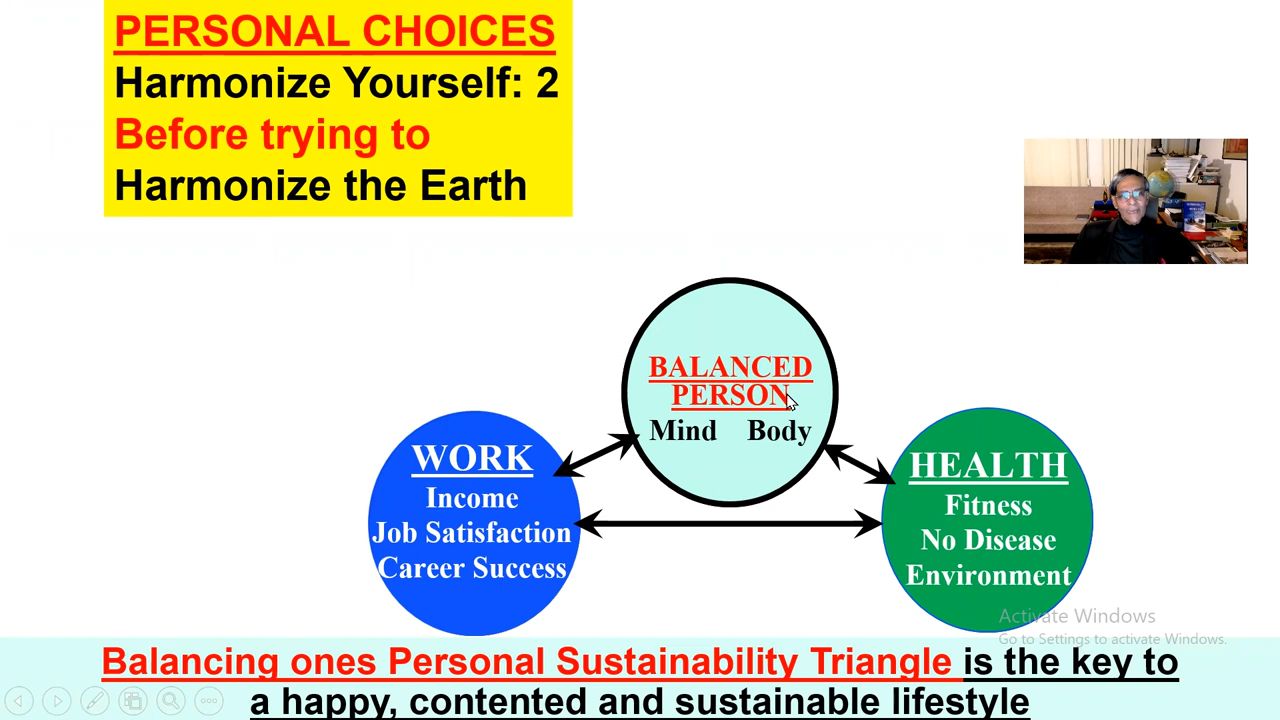 PERSONAL CHOICES
Harmonize Yourself: 2
Before trying to
Harmonize the Earth
BALANCED
PERSON
Mind Body
WORK
Income
Job Satisfaction
Career Success
HEALTH
Fitness
No Disease
Environment
Activate Windows
Go to Settings to activate Windows.
Balancing ones Personal Sustainability Triangle is the key to
a happy, contented and sustainable lifestyle